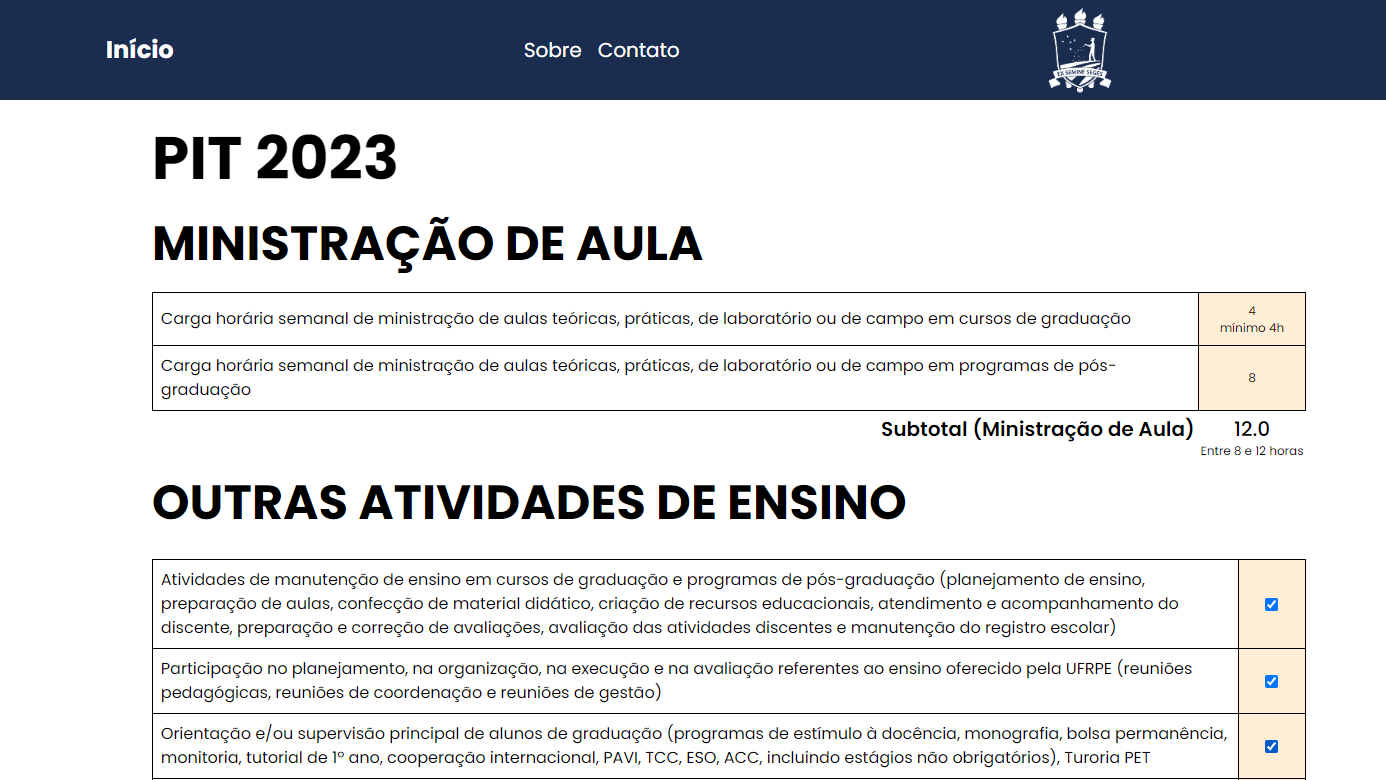 Início
Sobre Contato
EX SEMINE SEGES
PIT 2023
MINISTRAÇÃO DE AULA
Carga horária semanal de ministração de aulas teóricas, práticas, de laboratório ou de campo em cursos de graduação
4
mínimo 4h
Carga horária semanal de ministração de aulas teóricas, práticas, de laboratório ou de campo em programas de pós-
graduação
8
Subtotal (Ministração de Aula) 12.0
Entre 8 e 12 horas
OUTRAS ATIVIDADES DE ENSINO
Atividades de manutenção de ensino em cursos de graduação e programas de pós-graduação (planejamento de ensino,
preparação de aulas, confecção de material didático, criação de recursos educacionais, atendimento e acompanhamento do
discente, preparação e correção de avaliações, avaliação das atividades discentes e manutenção do registro escolar)
Participação no planejamento, na organização, na execução e na avaliação referentes ao ensino oferecido pela UFRPE (reuniões
pedagógicas, reuniões de coordenação e reuniões de gestão)
Orientação e/ou supervisão principal de alunos de graduação (programas de estímulo à docência, monografia, bolsa permanência,
monitoria, tutorial de 1º ano, cooperação internacional, PAVI, TCC, ESO, ACC, incluindo estágios não obrigatórios), Turoria PET